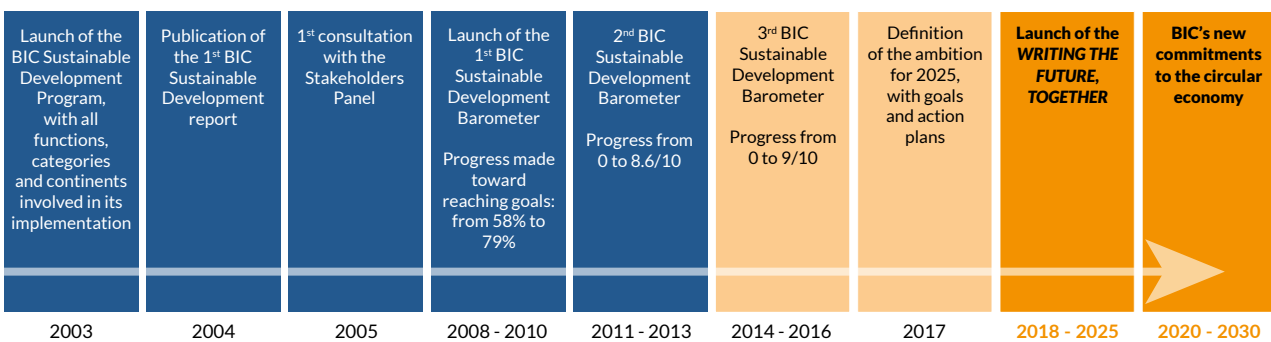 Launch of the
BIC Sustainable
Development
Program,
with all
functions,
categories
and continents
involved in its
implementation
2003
Publication of
the 1st BIC
Sustainable
Development
report
2004
1st consultation
with the
Stakeholders
Panel
2005
Launch of the
1st BIC
Sustainable
Development
Barometer
Progress made
toward
reaching goals:
from 58% to
79%
2008 - 2010
2nd BIC
Sustainable
Development
Barometer
Progress from
0 to 8.6/10
2011 - 2013
3rd BIC
Sustainable
Development
Barometer
Progress from
0 to 9/10
2014 - 2016
Definition
of the ambition
for 2025,
with goals
and action
plans
2017
Launch of the
WRITING THE
FUTURE,
TOGETHER
2018 - 2025
BIC's new
commitments
to the circular
economy
2020 - 2030